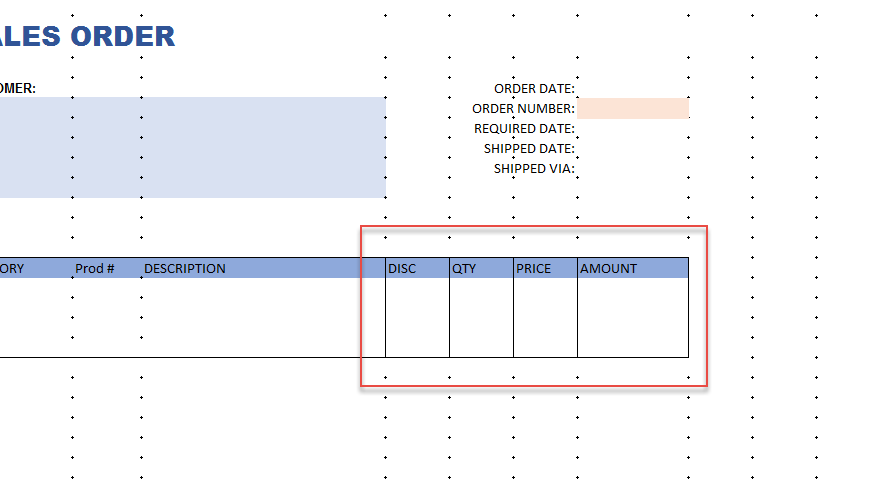 ALES ORDER
OMER:
ORDER DATE:
ORDER NUMBER:
REQUIRED DATE:
SHIPPED DATE:
SHIPPED VIA:
ORY Prod # DESCRIPTION DISC QTY PRICE AMOUNT